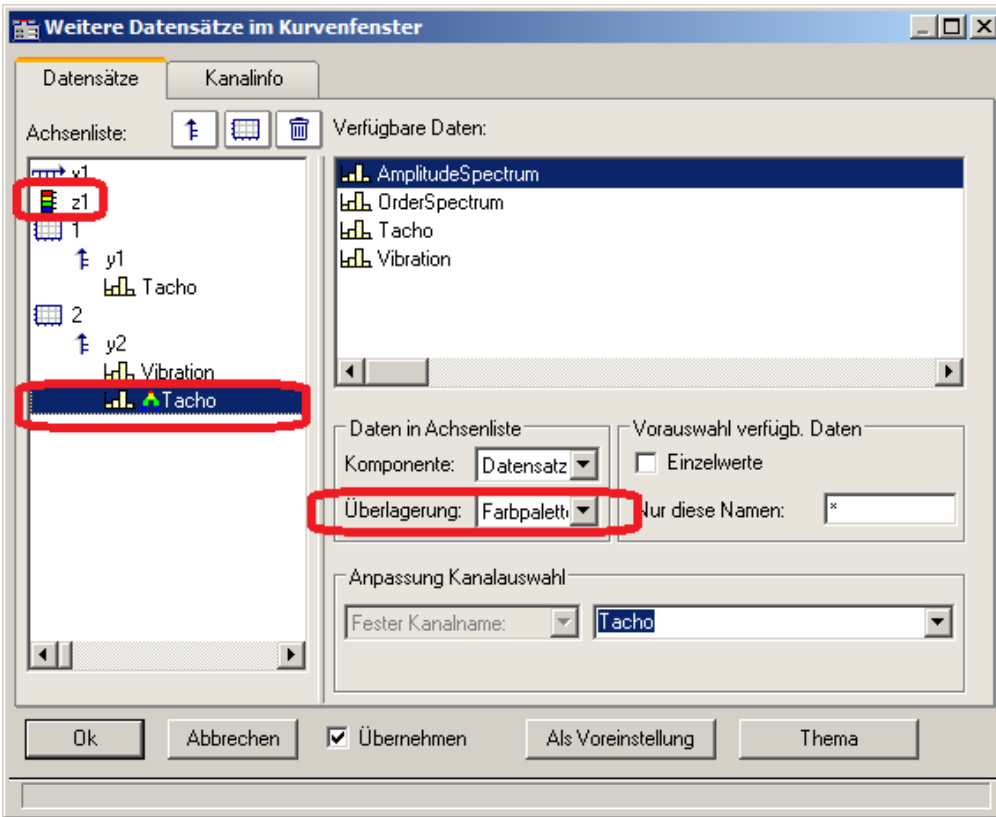 Weitere Datensätze im Kurvenfenster
Datensätze
Kanalinfo
Achsenliste:
Verfügbare Daten:
x1
z1
1
y1
Tacho
2
y2
Vibration
Tacho
AmplitudeSpectrum
OrderSpectrum
Tacho
Vibration
Daten in Achsenliste
Komponente: Datensatz
Überlagerung: Farbpalett
Vorauswahl verfügb. Daten
Einzelwerte
Nur diese Namen: *
Anpassung Kanalauswahl
Fester Kanalname: Tacho
Ok
Abbrechen
Übernehmen
Als Voreinstellung
Thema